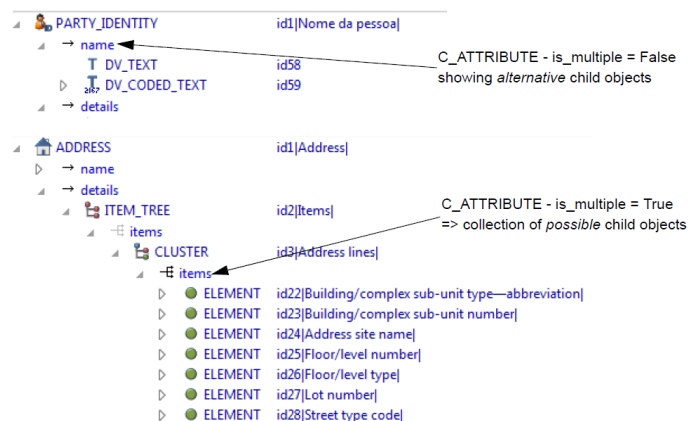 PARTY_IDENTITY id1|Nome da pessoa|
→ name
C_ATTRIBUTE - is_multiple = False
showing alternative child objects
T DV_TEXT id58
T 2167 DV_CODED_TEXT id59
→ details
ADDRESS id1|Address|
→ name
→ details
C_ATTRIBUTE - is_multiple = True
=> collection of possible child objects
ITEM_TREE id2|Items|
items
CLUSTER id3|Address lines|
items
ELEMENT id22|Building/complex sub-unit type—abbreviation|
ELEMENT id23|Building/complex sub-unit number|
ELEMENT id24|Address site name|
ELEMENT id25|Floor/level number|
ELEMENT id26|Floor/level type|
ELEMENT id27|Lot number|
ELEMENT id28|Street type code|